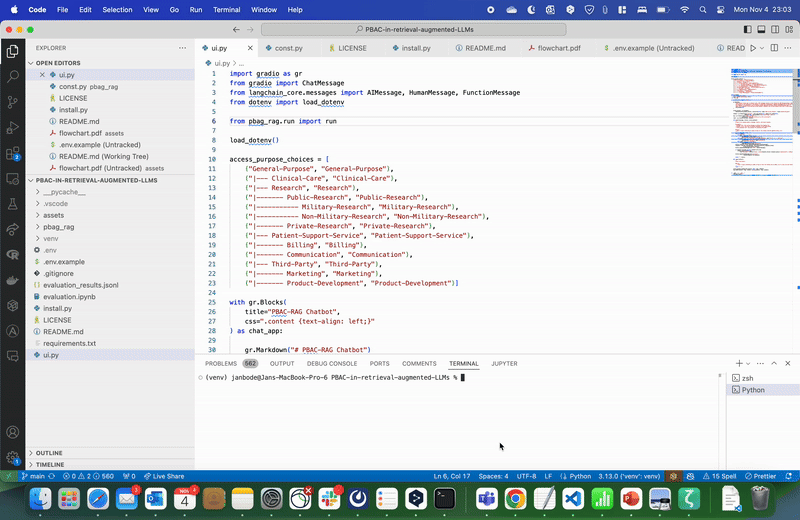 Code File Edit Selection View Go Run Terminal Window Help Mon Nov 4 23:03
PBAC-in-retrieval-augmented-LLMs
EXPLORER
OPEN EDITORS
ui.py
const.py pbag_rag
LICENSE
install.py
README.md
flowchart.pdf assets
.env.example (Untracked)
README.md (Working Tree)
flowchart.pdf (Untracked) assets
PBAC-IN-RETRIEVAL-AUGMENTED-LLMS
__pycache__
.vscode
assets
pbag_rag
venv
.env
.env.example
.gitignore
evaluation_results.jsonl
evaluation.ipynb
install.py
LICENSE
README.md
requirements.txt
ui.py
OUTLINE
TIMELINE
ui.py const.py LICENSE install.py README.md flowchart.pdf .env.example (Untracked) READ
ui.py > ...
1 import gradio as gr
2 from gradio import ChatMessage
3 from langchain_core.messages import AIMessage, HumanMessage, FunctionMessage
4 from dotenv import load_dotenv
5
6 from pbag_rag.run import run
7
8 load_dotenv()
9
10 access_purpose_choices = [
11 ("General-Purpose", "General-Purpose"),
12 ("|--- Clinical-Care", "Clinical-Care"),
13 ("|--- Research", "Research"),
14 ("|------- Public-Research", "Public-Research"),
15 ("|----------- Military-Research", "Military-Research"),
16 ("|----------- Non-Military-Research", "Non-Military-Research"),
17 ("|------- Private-Research", "Private-Research"),
18 ("|--- Patient-Support-Service", "Patient-Support-Service"),
19 ("|------- Billing", "Billing"),
20 ("|------- Communication", "Communication"),
21 ("|--- Third-Party", "Third-Party"),
22 ("|------- Marketing", "Marketing"),
23 ("|------- Product-Development", "Product-Development")]
24
25 with gr.Blocks(
26 title="PBAC-RAG Chatbot",
27 css=".content {text-align: left;}"
28 ) as chat_app:
29
30 gr.Markdown("# PBAC-RAG Chatbot")
PROBLEMS 662 OUTPUT DEBUG CONSOLE PORTS COMMENTS TERMINAL JUPYTER
(venv) janbode@Jans-MacBook-Pro-6 PBAC-in-retrieval-augmented-LLMs %
zsh
Python
main 0 2 560 0 Live Share Ln 6, Col 17 Spaces: 4 UTF-8 LF Python 3.13.0 ('venv': venv) 15 Spell Prettier